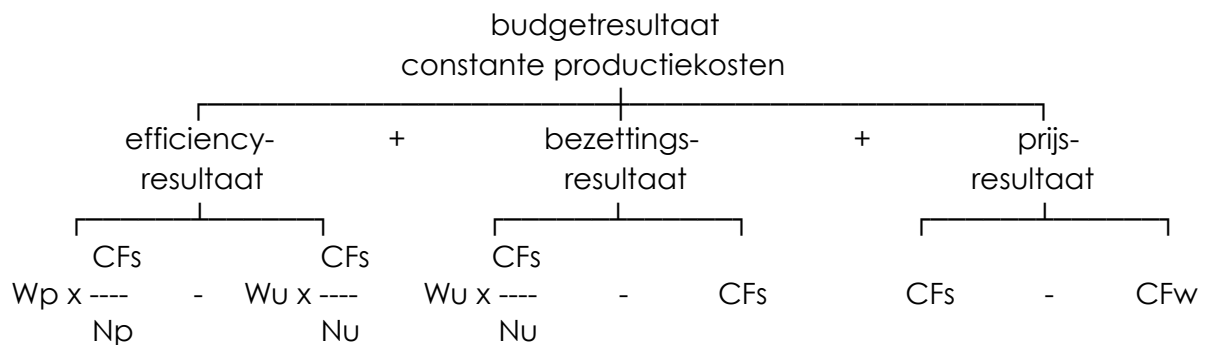 budgetresultaat
constante productiekosten
efficiency- + bezettings- + prijs-
resultaat resultaat resultaat
CFs CFs CFs
Wp x ---- - Wu x ---- Wu x ---- - CFs CFs - CFw
Np Nu Nu